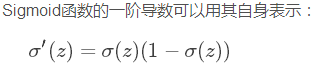 Sigmoid函数的一阶导数可以用其自身表示：
σ′(z) = σ(z)(1 − σ(z))